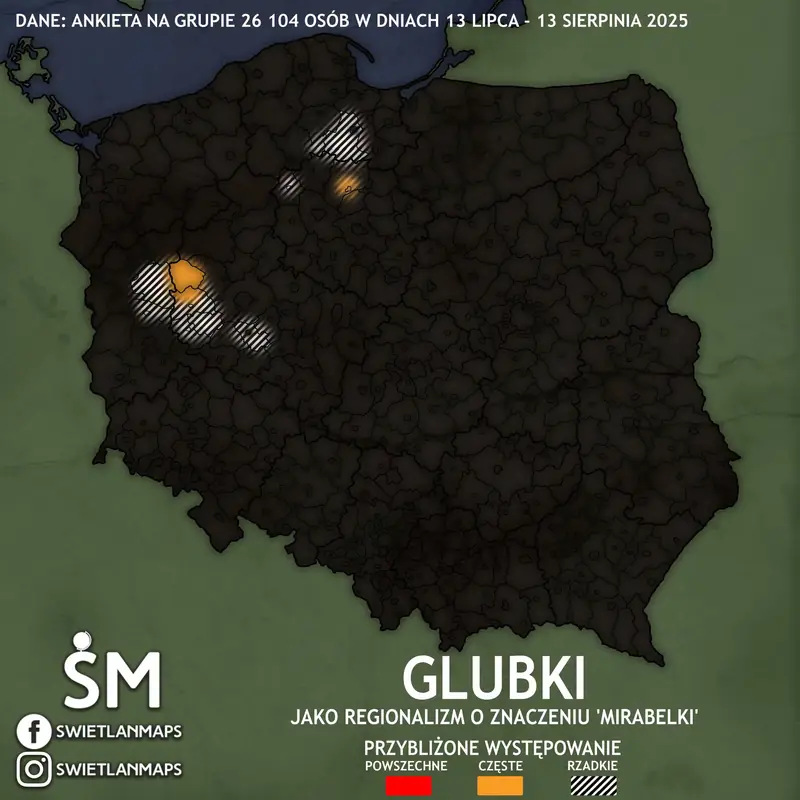 DANE: ANKIETA NA GRUPIE 26 104 OSÓB W DNIACH 13 LIPCA - 13 SIERPINIA 2025
ŚM
SWIETLANMAPS
SWIETLANMAPS
GLUBKI
JAKO REGIONALIZM O ZNACZENIU 'MIRABELKI'
PRZYBLIŻONE WYSTĘPOWANIE
POWSZECHNE CZĘSTE RZADKIE